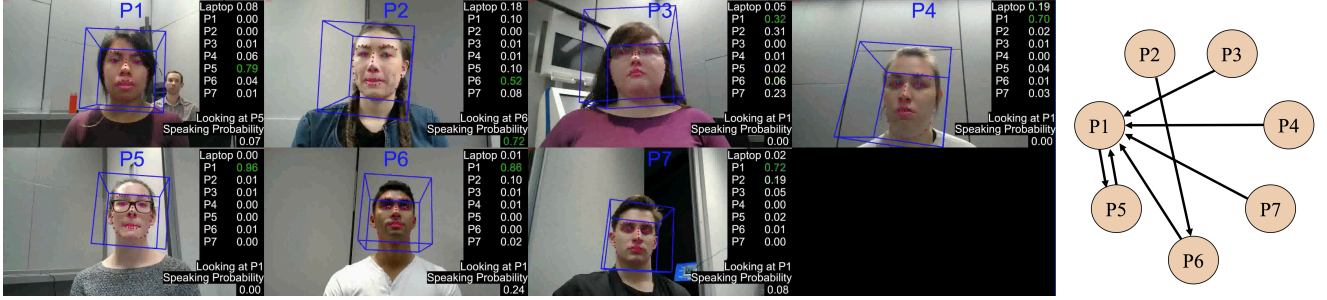 P1
Laptop 0.08
P1 0.00
P2 0.00
P3 0.01
P4 0.06
P5 0.79
P6 0.04
P7 0.01
Looking at P5
Speaking Probability
0.07
P2
Laptop 0.18
P1 0.10
P2 0.00
P3 0.01
P4 0.00
P5 0.10
P6 0.52
P7 0.08
Looking at P6
Speaking Probability
0.72
P3
Laptop 0.05
P1 0.32
P2 0.31
P3 0.00
P4 0.01
P5 0.02
P6 0.06
P7 0.23
Looking at P1
Speaking Probability
0.00
P4
Laptop 0.19
P1 0.70
P2 0.02
P3 0.01
P4 0.00
P5 0.04
P6 0.01
P7 0.03
Looking at P1
Speaking Probability
0.00
P5
Laptop 0.00
P1 0.96
P2 0.01
P3 0.01
P4 0.00
P5 0.00
P6 0.01
P7 0.00
Looking at P1
Speaking Probability
0.00
P6
Laptop 0.01
P1 0.86
P2 0.10
P3 0.01
P4 0.00
P5 0.00
P6 0.00
P7 0.02
Looking at P1
Speaking Probability
0.24
P7
Laptop 0.02
P1 0.72
P2 0.19
P3 0.05
P4 0.00
P5 0.02
P6 0.01
P7 0.00
Looking at P1
Speaking Probability
0.08
P2 P3
P1 P4
P5 P7
P6